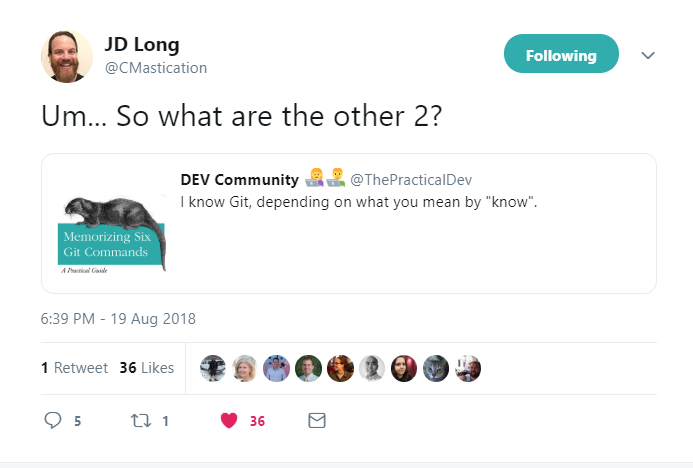 JD Long
@CMastication
Following
Um... So what are the other 2?
DEV Community 👩‍💻👨‍💻 @ThePracticalDev
I know Git, depending on what you mean by "know".
Memorizing Six
Git Commands
A Practical Guide
6:39 PM - 19 Aug 2018
1 Retweet 36 Likes
5 1 36